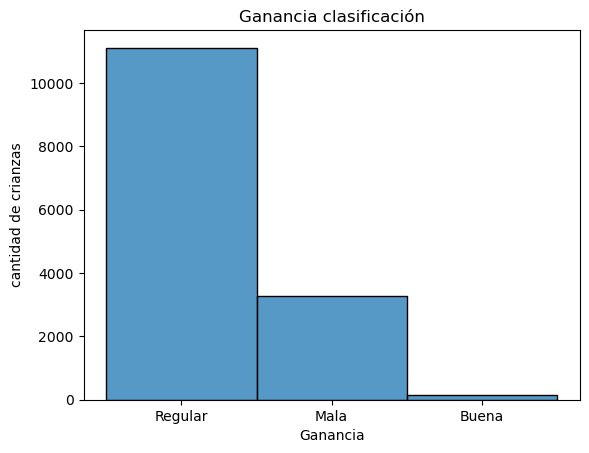 Ganancia clasificación
cantidad de crianzas
10000
8000
6000
4000
2000
0
Regular Mala Buena
Ganancia